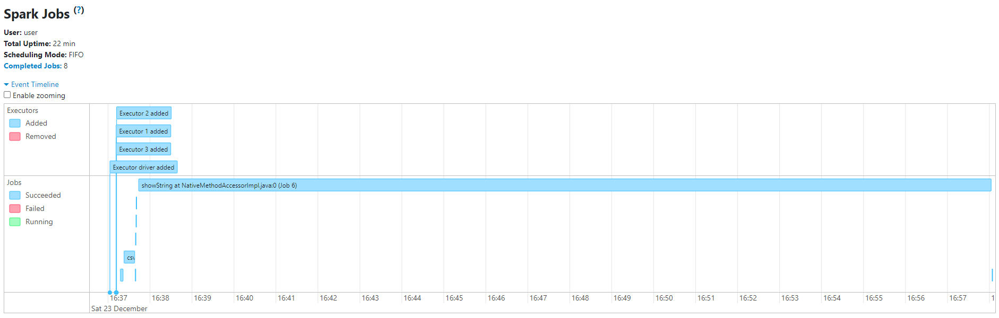 Spark Jobs (?)
User: user
Total Uptime: 22 min
Scheduling Mode: FIFO
Completed Jobs: 8
Event Timeline
Enable zooming
Executors
Added
Removed
Executor 2 added
Executor 1 added
Executor 3 added
Executor driver added
Jobs
Succeeded
Failed
Running
showString at NativeMethodAccessorImpl.java:0 (Job 6)
csv
16:37 16:38 16:39 16:40 16:41 16:42 16:43 16:44 16:45 16:46 16:47 16:48 16:49 16:50 16:51 16:52 16:53 16:54 16:55 16:56 16:57 1
Sat 23 December